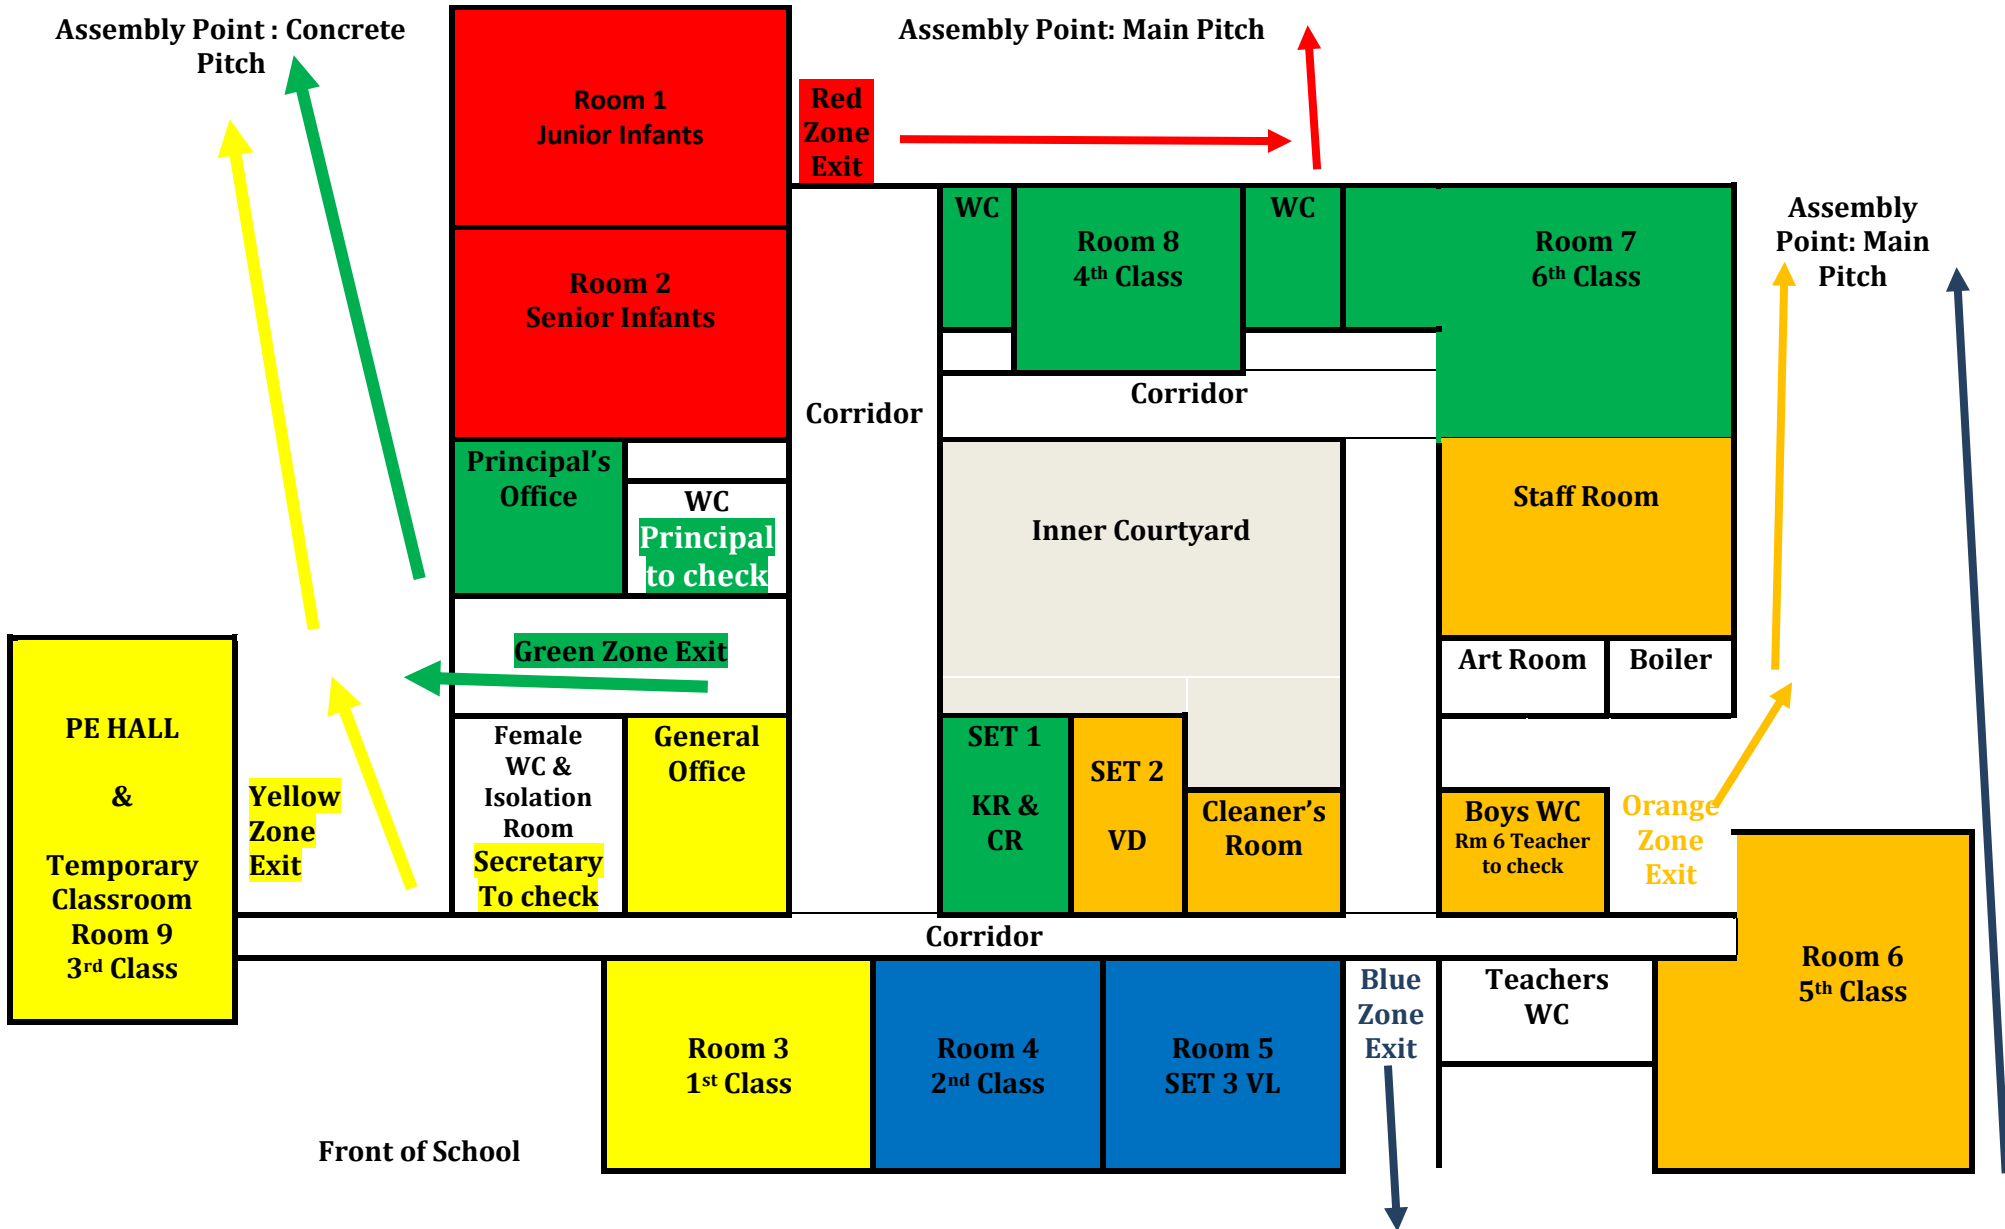 Assembly Point : Concrete
Pitch
Assembly Point: Main Pitch
Room 1
Junior Infants
Red
Zone
Exit
WC
Room 8
4th Class
WC
Room 7
6th Class
Assembly
Point: Main
Pitch
Room 2
Senior Infants
Corridor
Corridor
Principal's
Office
WC
Principal
to check
Inner Courtyard
Staff Room
Green Zone Exit
Art Room
Boiler
PE HALL
&
Temporary
Classroom
Room 9
3rd Class
Yellow
Zone
Exit
Female
WC &
Isolation
Room
Secretary
To check
General
Office
SET 1
KR &
CR
SET 2
VD
Cleaner's
Room
Boys WC
Rm 6 Teacher
to check
Orange
Zone
Exit
Corridor
Room 3
1st Class
Room 4
2nd Class
Room 5
SET 3 VL
Blue
Zone
Exit
Teachers
WC
Room 6
5th Class
Front of School